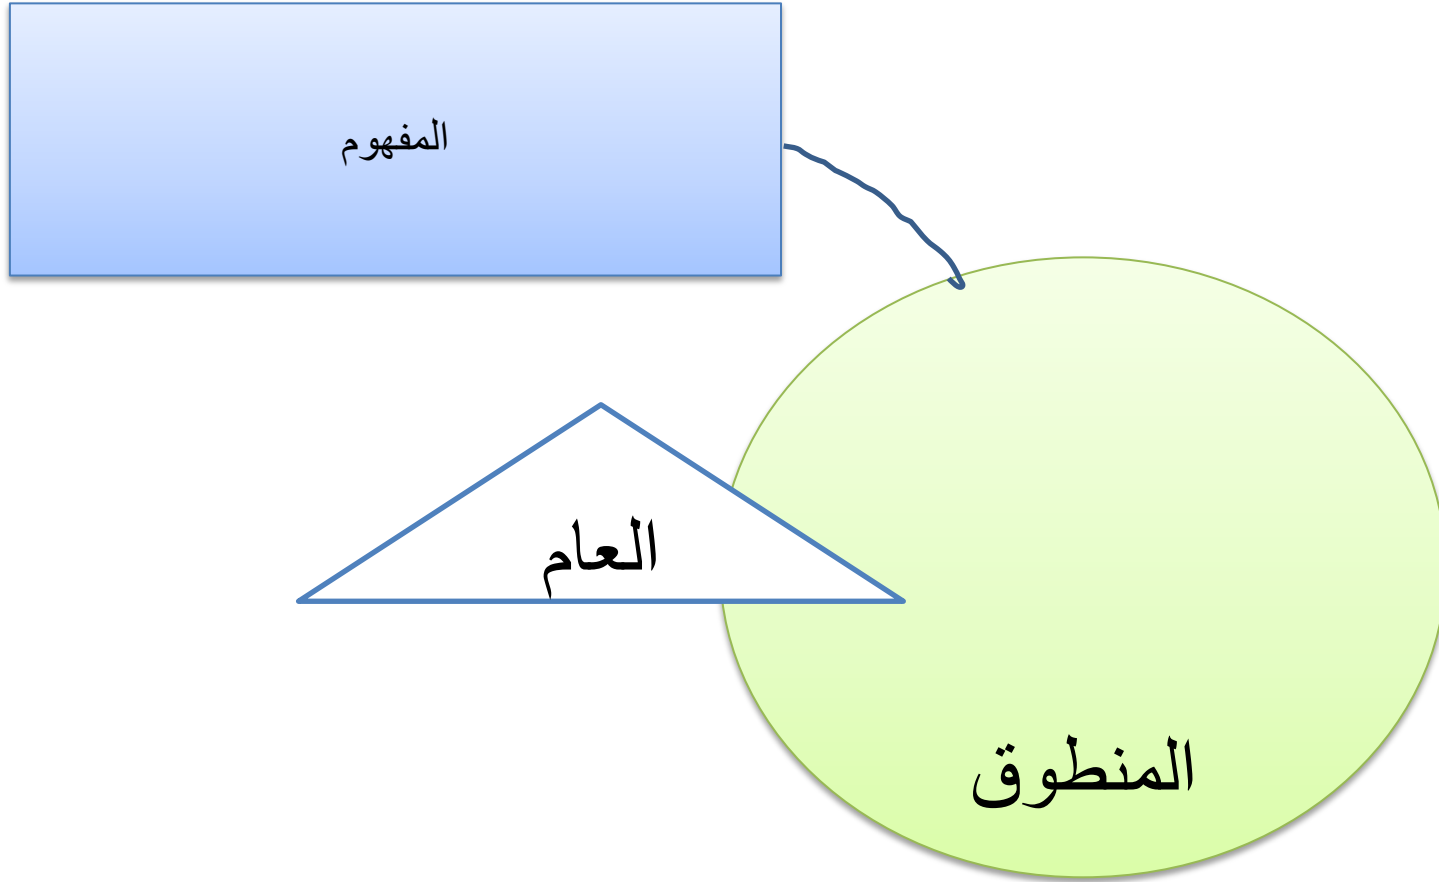 المفهوم
العام
المنطوق